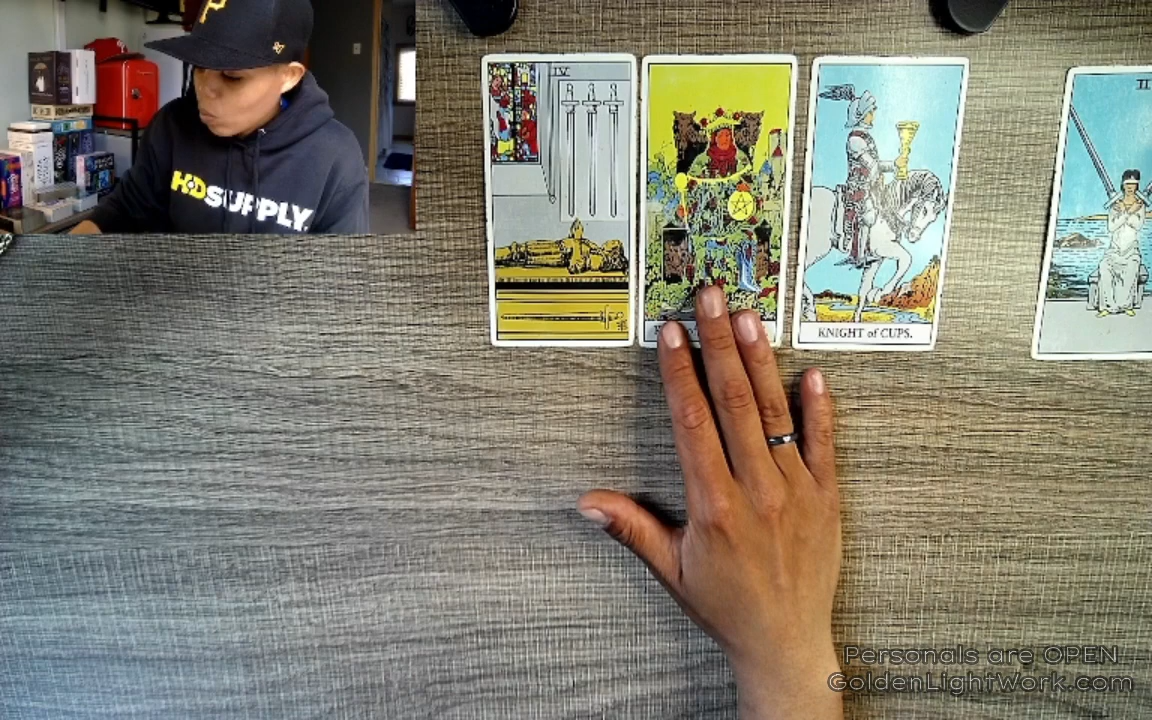 P
HDSUPPLY
IV
KNIGHT of CUPS.
II
Personals are OPEN
GoldenLightWork.com